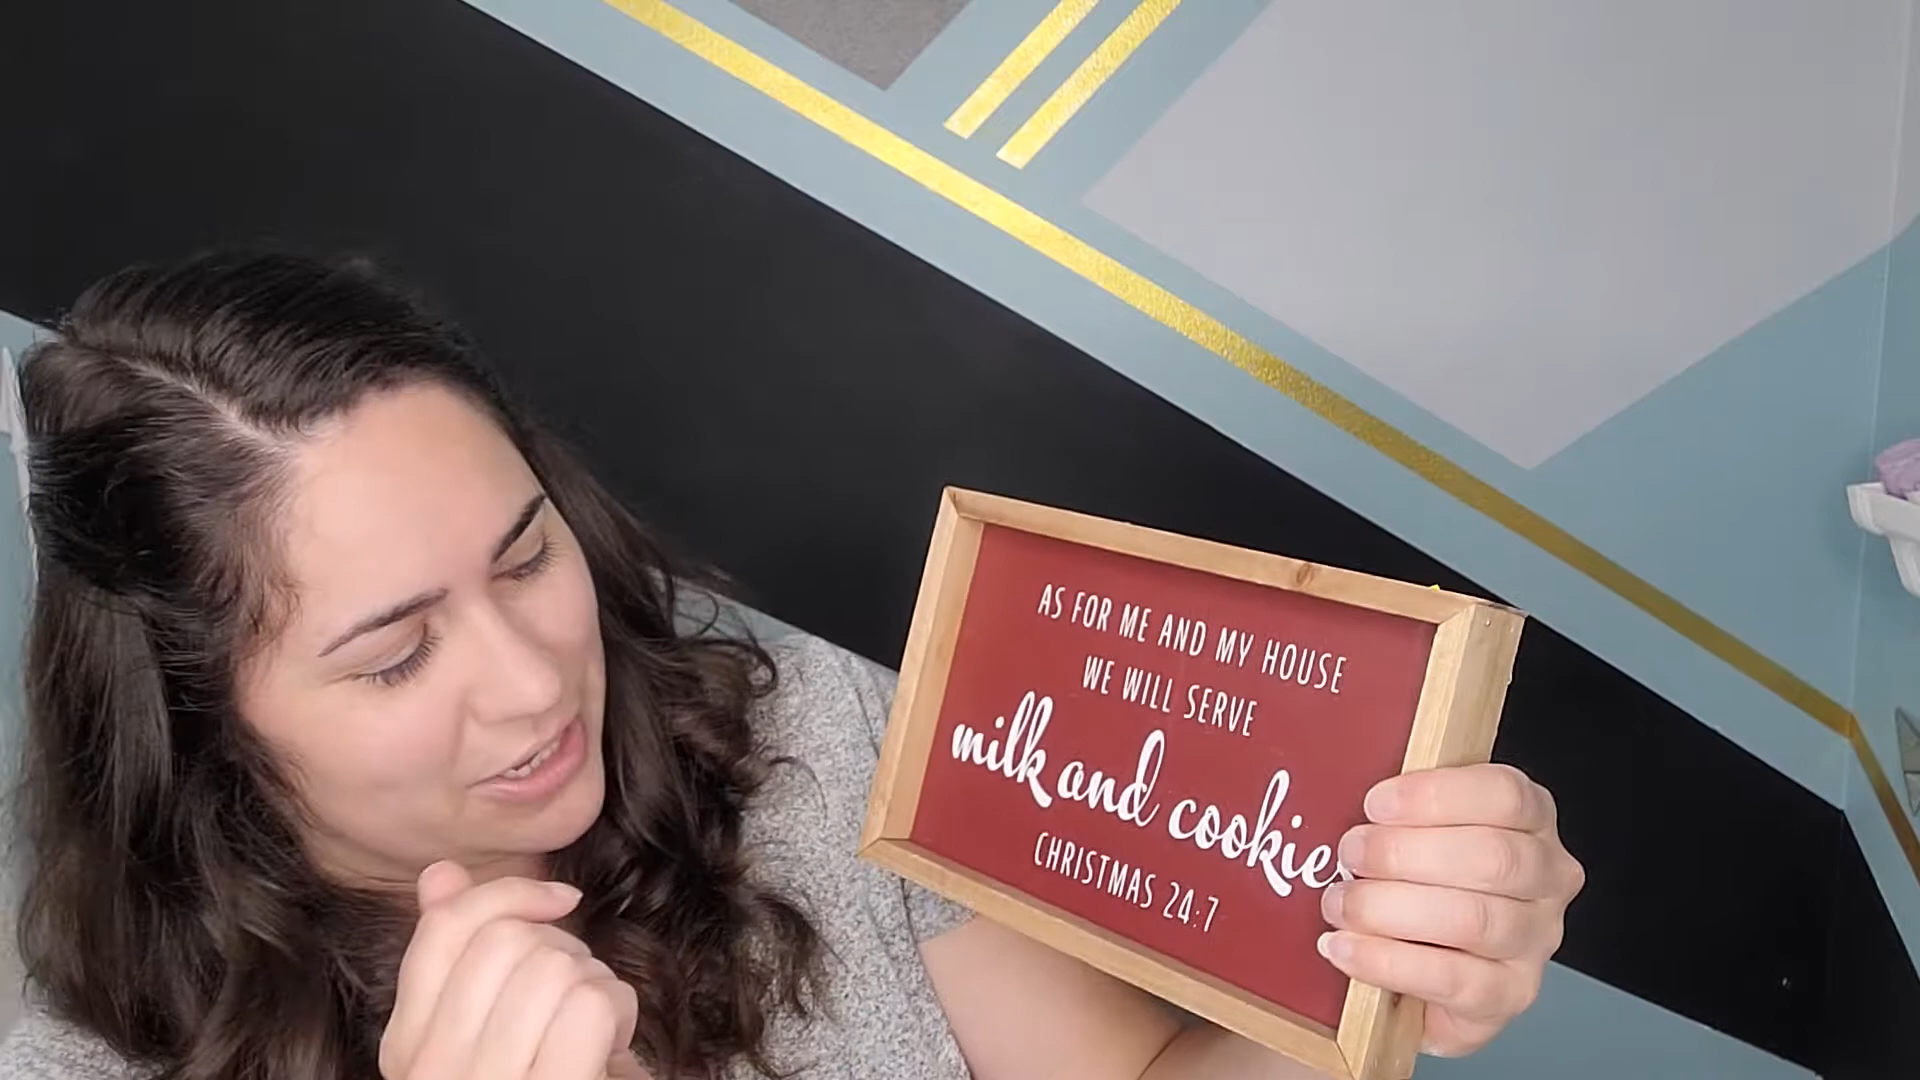 AS FOR ME AND MY HOUSE
WE WILL SERVE
milk and cookies
CHRISTMAS 24:7